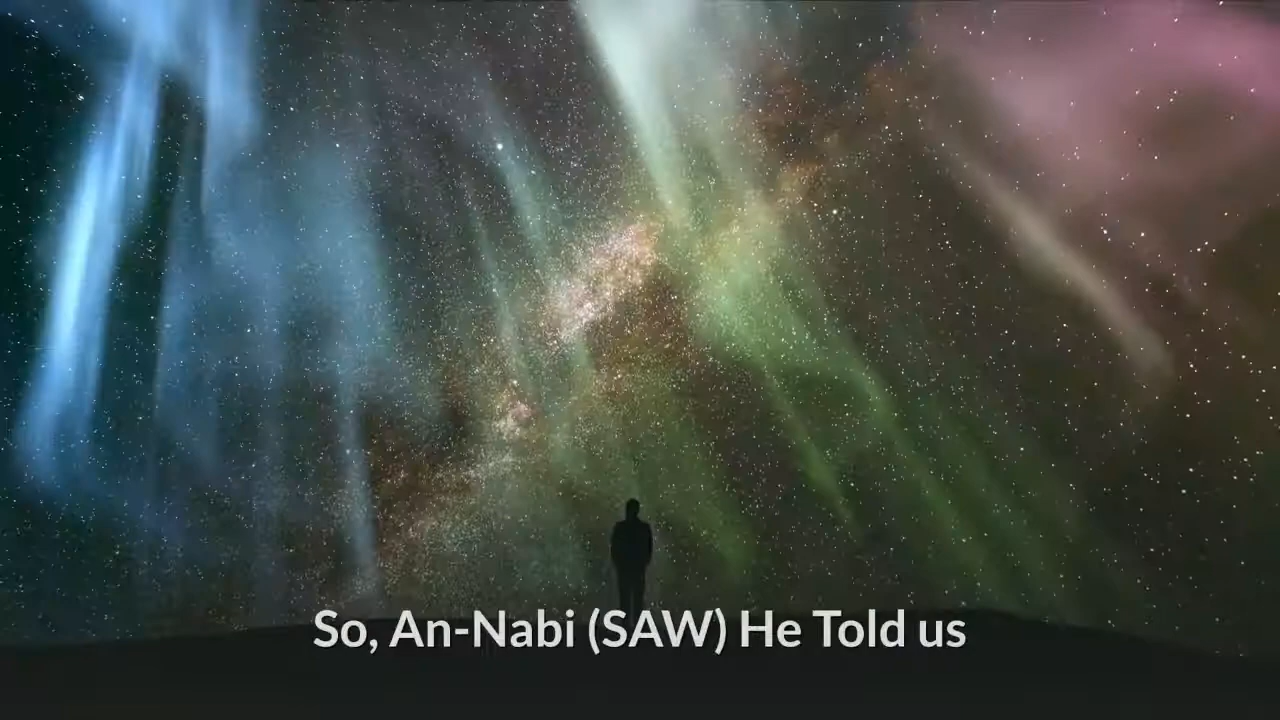 So, An-Nabi (SAW) He Told us